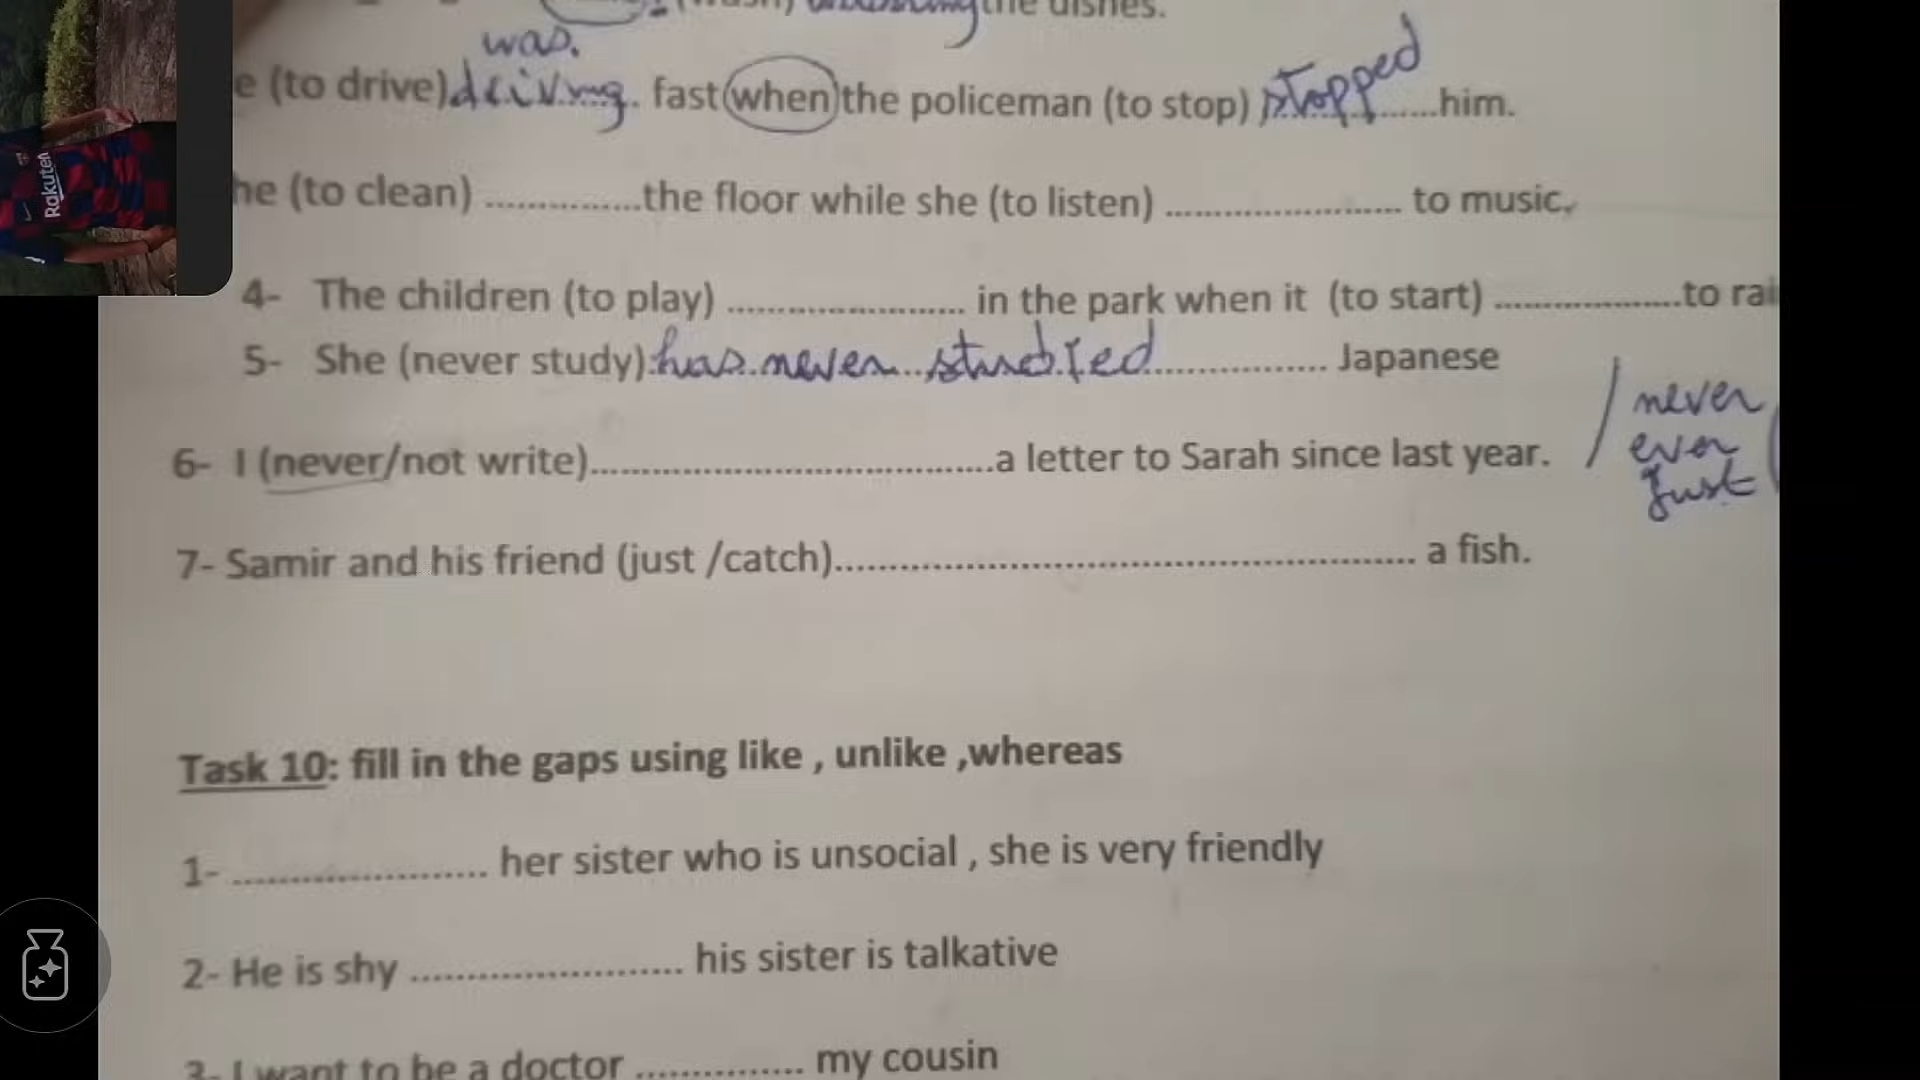 the dishes.
was.
e (to drive) driving. fast when the policeman (to stop) stopped ......him.
he (to clean) ..............the floor while she (to listen) ...................... to music.
4- The children (to play) ...................... in the park when it (to start) ..................to rai
5- She (never study) has never studied ................ Japanese
never
ever
Just
6- I (never/not write)......................................a letter to Sarah since last year.
7- Samir and his friend (just /catch)...................................................... a fish.
Task 10: fill in the gaps using like , unlike ,whereas
1- ........................ her sister who is unsocial , she is very friendly
2- He is shy .......................... his sister is talkative
3- I want to be a doctor ................ my cousin
Rakuten